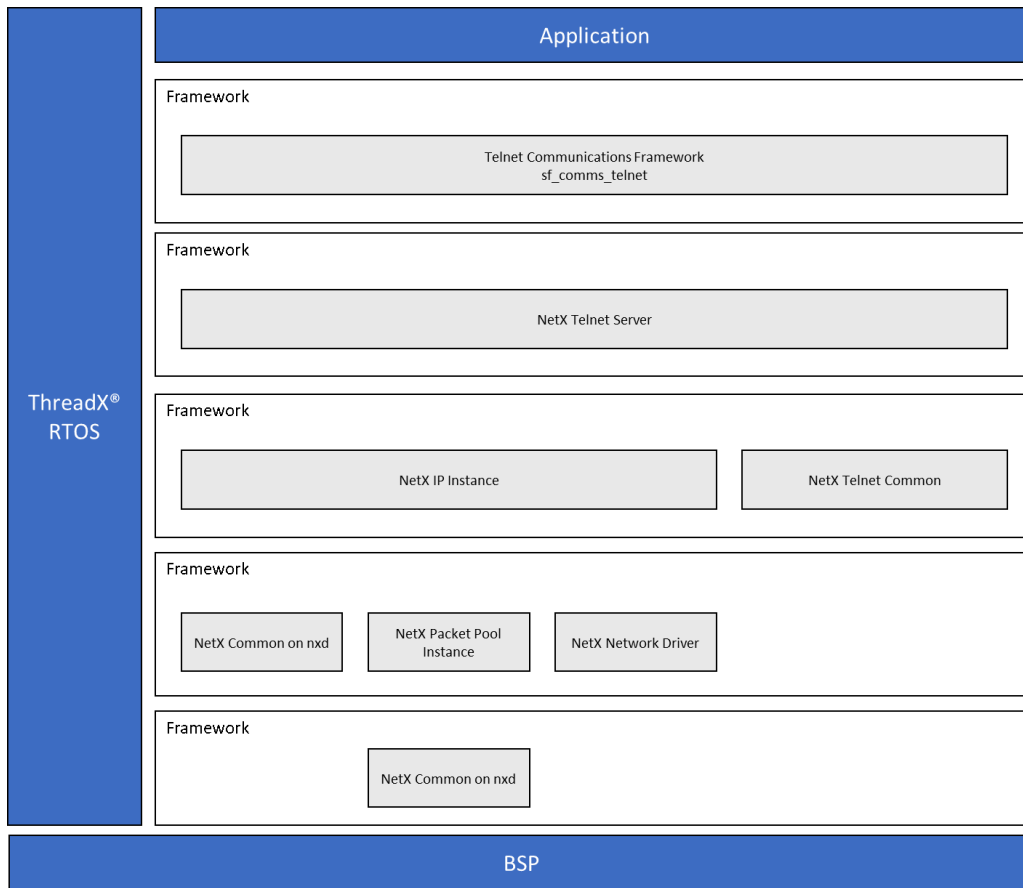 Application
Framework
Telnet Communications Framework
sf_comms_telnet
Framework
NetX Telnet Server
ThreadX®
RTOS
Framework
NetX IP Instance
NetX Telnet Common
Framework
NetX Common on nxd
NetX Packet Pool
Instance
NetX Network Driver
Framework
NetX Common on nxd
BSP